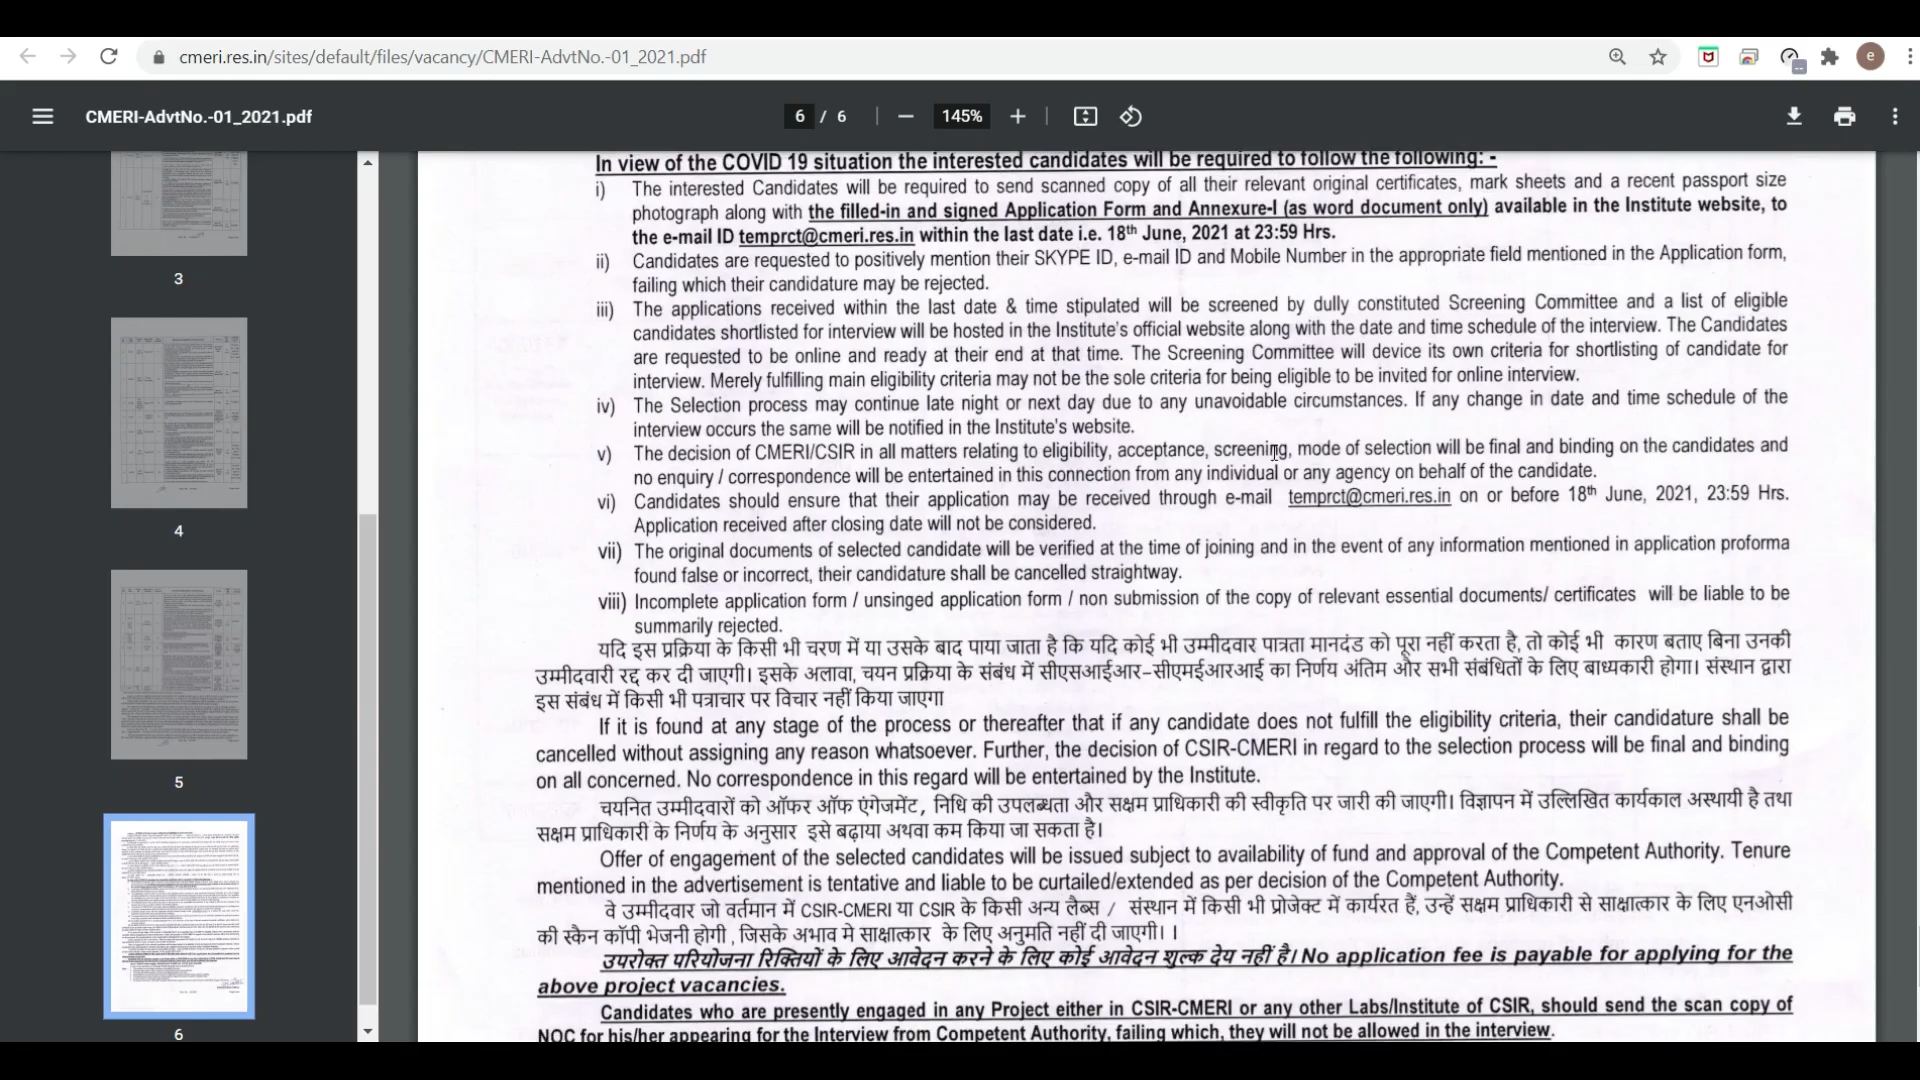 cmeri.res.in/sites/default/files/vacancy/CMERI-AdvtNo.-01_2021.pdf
e
CMERI-AdvtNo.-01_2021.pdf
6 / 6
145%
3
4
5
6
In view of the COVID 19 situation the interested candidates will be required to follow the following: -
i) The interested Candidates will be required to send scanned copy of all their relevant original certificates, mark sheets and a recent passport size
photograph along with the filled-in and signed Application Form and Annexure-I (as word document only) available in the Institute website, to
the e-mail ID temprct@cmeri.res.in within the last date i.e. 18th June, 2021 at 23:59 Hrs.
ii) Candidates are requested to positively mention their SKYPE ID, e-mail ID and Mobile Number in the appropriate field mentioned in the Application form,
failing which their candidature may be rejected.
iii) The applications received within the last date & time stipulated will be screened by dully constituted Screening Committee and a list of eligible
candidates shortlisted for interview will be hosted in the Institute's official website along with the date and time schedule of the interview. The Candidates
are requested to be online and ready at their end at that time. The Screening Committee will device its own criteria for shortlisting of candidate for
interview. Merely fulfilling main eligibility criteria may not be the sole criteria for being eligible to be invited for online interview.
iv) The Selection process may continue late night or next day due to any unavoidable circumstances. If any change in date and time schedule of the
interview occurs the same will be notified in the Institute's website.
v) The decision of CMERI/CSIR in all matters relating to eligibility, acceptance, screening, mode of selection will be final and binding on the candidates and
no enquiry / correspondence will be entertained in this connection from any individual or any agency on behalf of the candidate.
vi) Candidates should ensure that their application may be received through e-mail temprct@cmeri.res.in on or before 18th June, 2021, 23:59 Hrs.
Application received after closing date will not be considered.
vii) The original documents of selected candidate will be verified at the time of joining and in the event of any information mentioned in application proforma
found false or incorrect, their candidature shall be cancelled straightway.
viii) Incomplete application form / unsinged application form / non submission of the copy of relevant essential documents/ certificates will be liable to be
summarily rejected.
यदि इस प्रक्रिया के किसी भी चरण में या उसके बाद पाया जाता है कि यदि कोई भी उम्मीदवार पात्रता मानदंड को पूरा नहीं करता है, तो कोई भी कारण बताए बिना उनकी
उम्मीदवारी रद्द कर दी जाएगी। इसके अलावा, चयन प्रक्रिया के संबंध में सीएसआईआर-सीएमईआरआई का निर्णय अंतिम और सभी संबंधितों के लिए बाध्यकारी होगा। संस्थान द्वारा
इस संबंध में किसी भी पत्राचार पर विचार नहीं किया जाएगा
If it is found at any stage of the process or thereafter that if any candidate does not fulfill the eligibility criteria, their candidature shall be
cancelled without assigning any reason whatsoever. Further, the decision of CSIR-CMERI in regard to the selection process will be final and binding
on all concerned. No correspondence in this regard will be entertained by the Institute.
चयनित उम्मीदवारों को ऑफर ऑफ एंगेजमेंट, निधि की उपलब्धता और सक्षम प्राधिकारी की स्वीकृति पर जारी की जाएगी। विज्ञापन में उल्लिखित कार्यकाल अस्थायी है तथा
सक्षम प्राधिकारी के निर्णय के अनुसार इसे बढ़ाया अथवा कम किया जा सकता है।
Offer of engagement of the selected candidates will be issued subject to availability of fund and approval of the Competent Authority. Tenure
mentioned in the advertisement is tentative and liable to be curtailed/extended as per decision of the Competent Authority.
वे उम्मीदवार जो वर्तमान में CSIR-CMERI या CSIR के किसी अन्य लैब्स / संस्थान में किसी भी प्रोजेक्ट में कार्यरत हैं, उन्हें सक्षम प्राधिकारी से साक्षात्कार के लिए एनओसी
की स्कैन कॉपी भेजनी होगी , जिसके अभाव मे साक्षात्कार के लिए अनुमति नहीं दी जाएगी। ।
उपरोक्त परियोजना रिक्तियों के लिए आवेदन करने के लिए कोई आवेदन शुल्क देय नहीं है। No application fee is payable for applying for the
above project vacancies.
Candidates who are presently engaged in any Project either in CSIR-CMERI or any other Labs/Institute of CSIR, should send the scan copy of
NOC for his/her appearing for the Interview from Competent Authority, failing which, they will not be allowed in the interview.